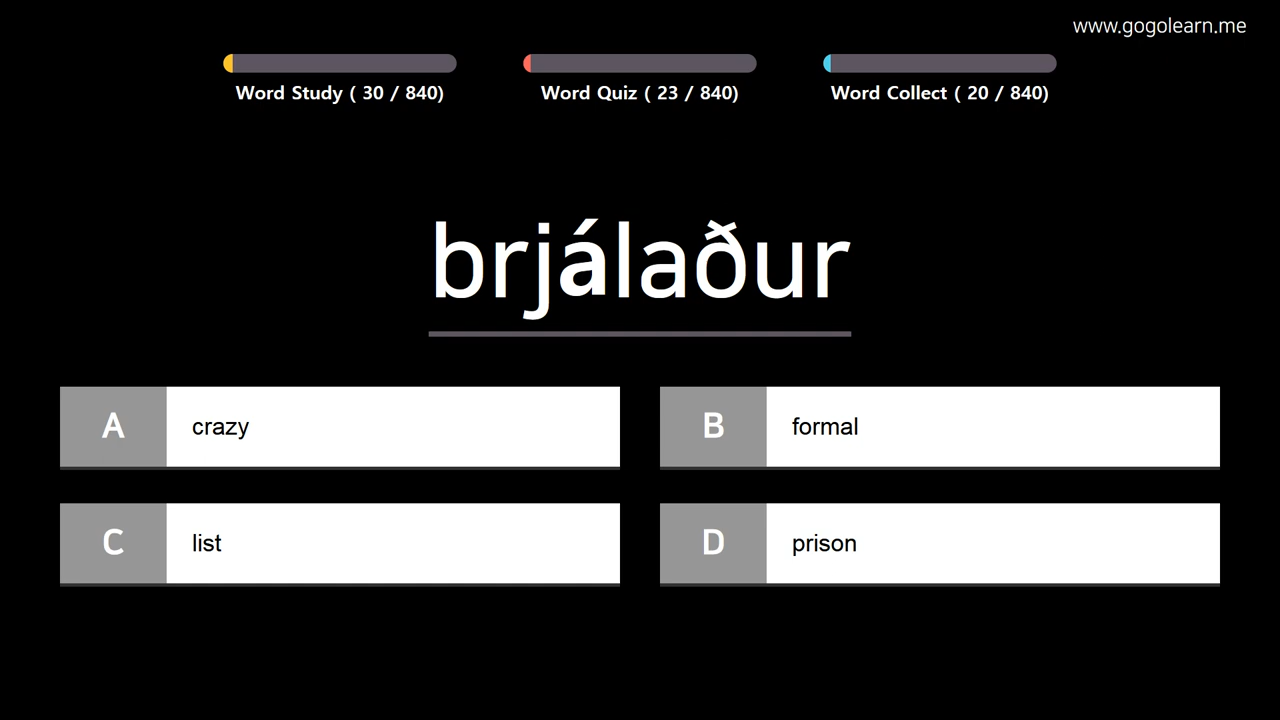 www.gogolearn.me
Word Study ( 30 / 840)
Word Quiz ( 23 / 840)
Word Collect ( 20 / 840)
brjálaður
A crazy
B formal
C list
D prison